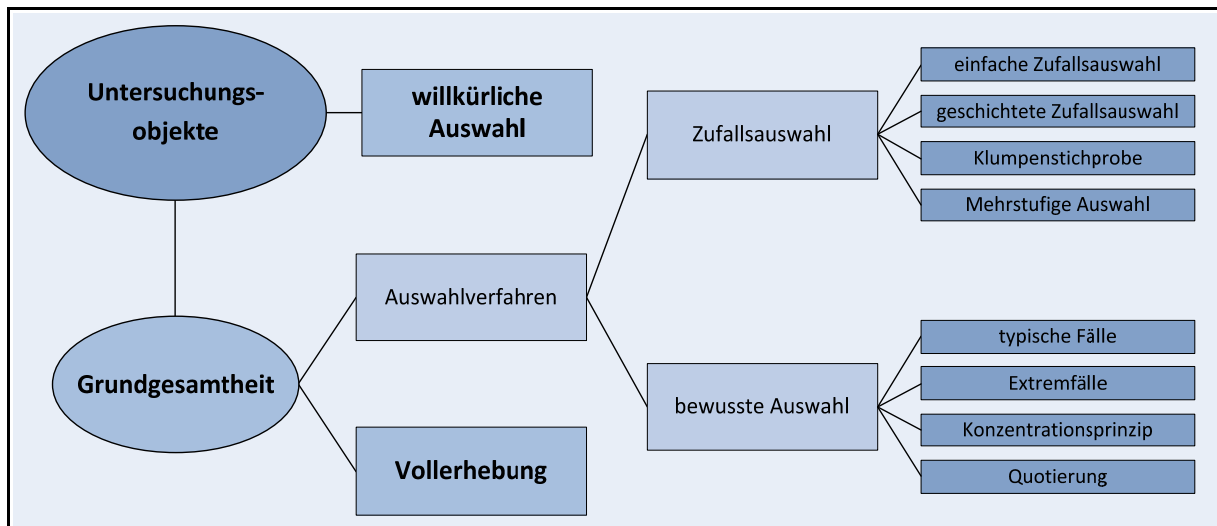 Untersuchungs-
objekte
willkürliche
Auswahl
Grundgesamtheit
Auswahlverfahren
Vollerhebung
Zufallsauswahl
einfache Zufallsauswahl
geschichtete Zufallsauswahl
Klumpenstichprobe
Mehrstufige Auswahl
bewusste Auswahl
typische Fälle
Extremfälle
Konzentrationsprinzip
Quotierung